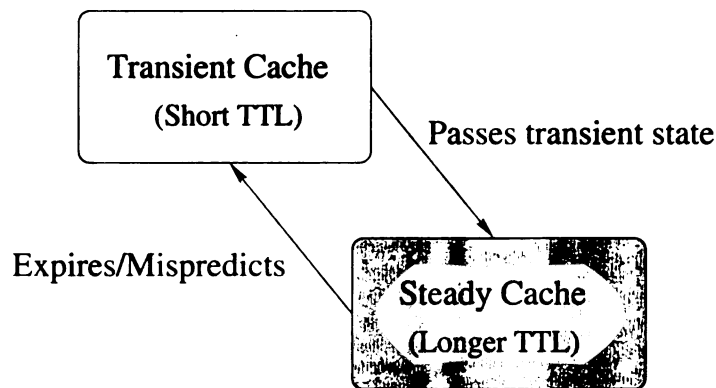 Transient Cache
(Short TTL)
Passes transient state
Expires/Mispredicts
Steady Cache
(Longer TTL)